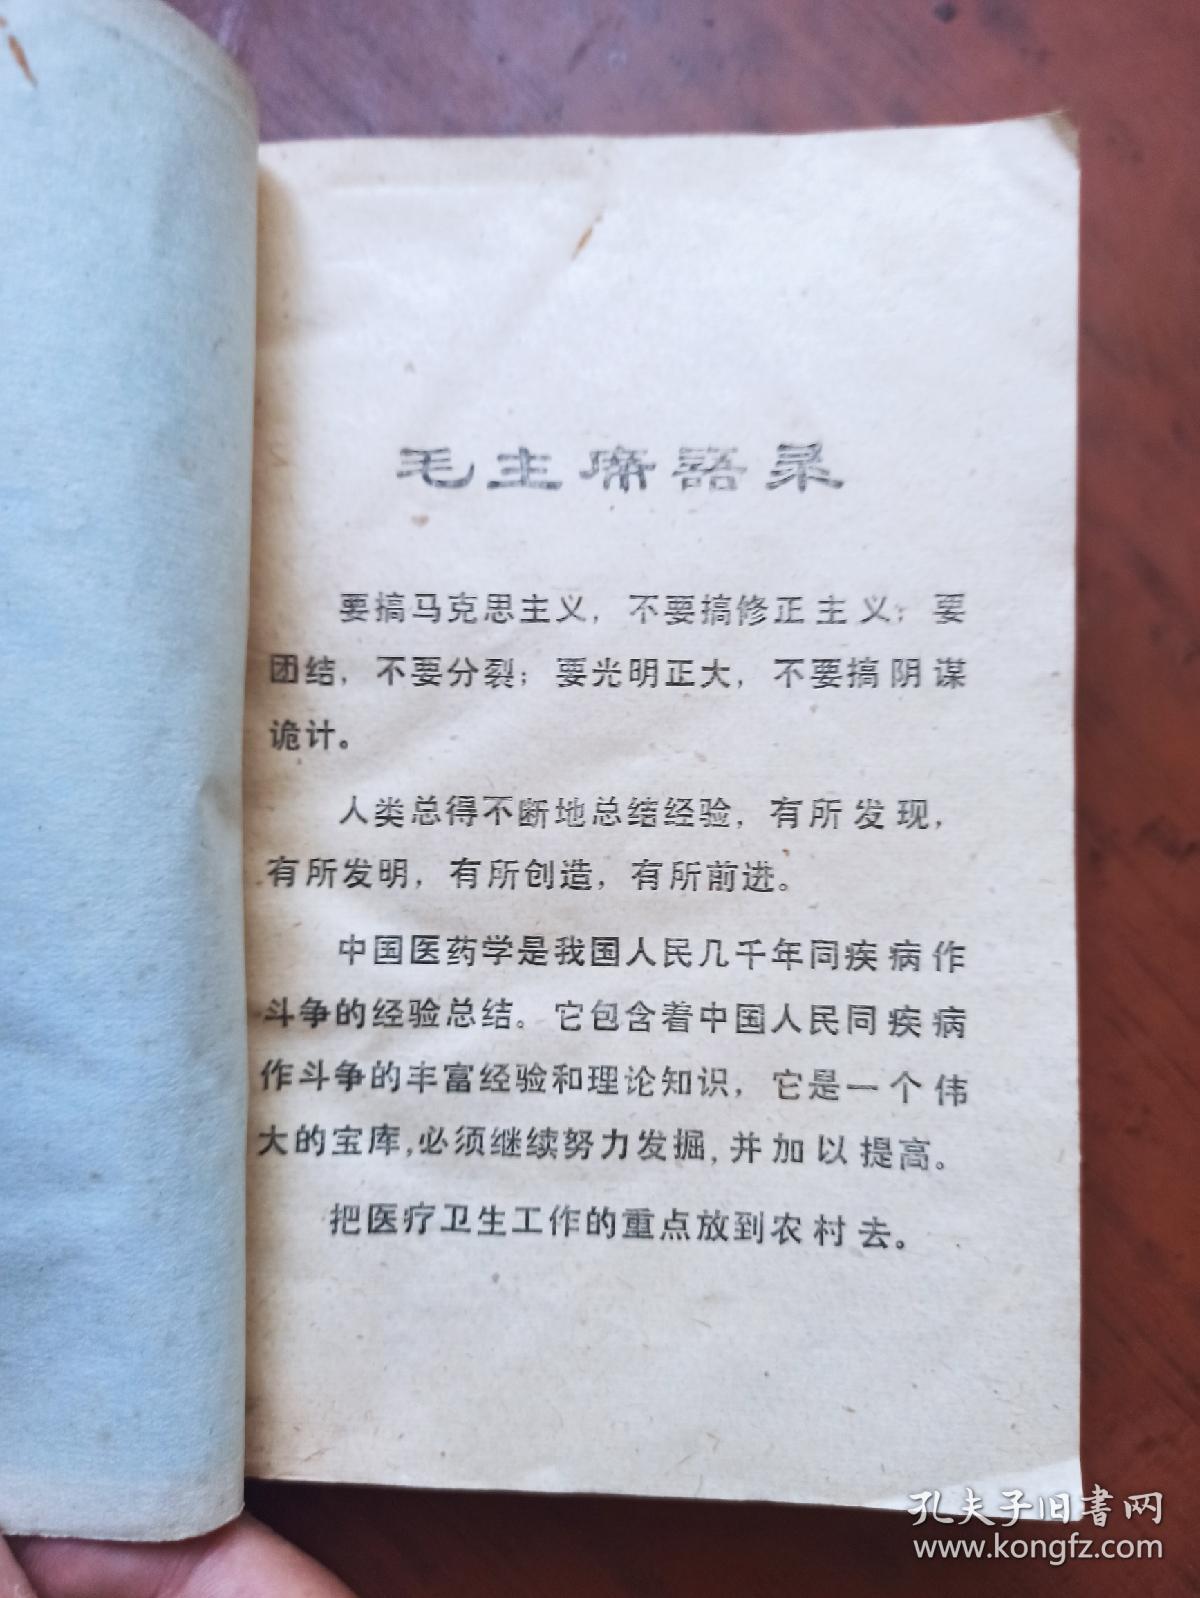 毛主席語录
要搞马克思主义，不要搞修正主义；要
团结，不要分裂；要光明正大，不要搞阴谋
诡计。
人类总得不断地总结经验，有所发现，
有所发明，有所创造，有所前进。
中国医药学是我国人民几千年同疾病作
斗争的经验总结。它包含着中国人民同疾病
作斗争的丰富经验和理论知识，它是一个伟
大的宝库，必须继续努力发掘，并加以提高。
把医疗卫生工作的重点放到农村去。
孔夫子旧書网
www.kongfz.com